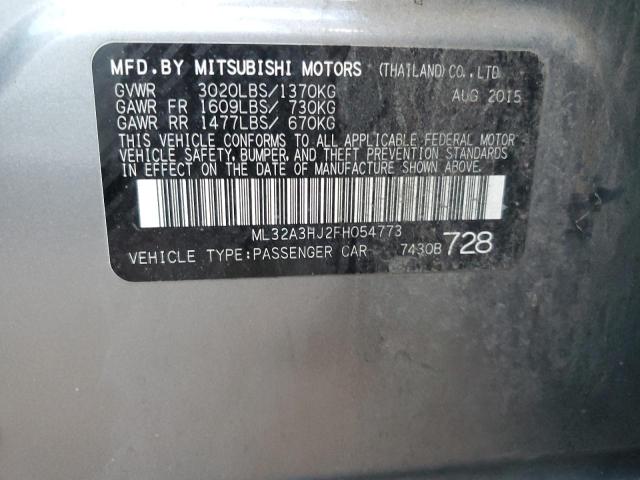 MFD.BY MITSUBISHI MOTORS (THAILAND)CO.,LTD
GVWR 3020LBS/1370KG AUG 2015
GAWR FR 1609LBS/ 730KG
GAWR RR 1477LBS/ 670KG
THIS VEHICLE CONFORMS TO ALL APPLICABLE FEDERAL MOTOR
VEHICLE SAFETY, BUMPER, AND THEFT PREVENTION STANDARDS
IN EFFECT ON THE DATE OF MANUFACTURE SHOWN ABOVE.
ML32A3HJ2FH054773
VEHICLE TYPE:PASSENGER CAR 7430B 728